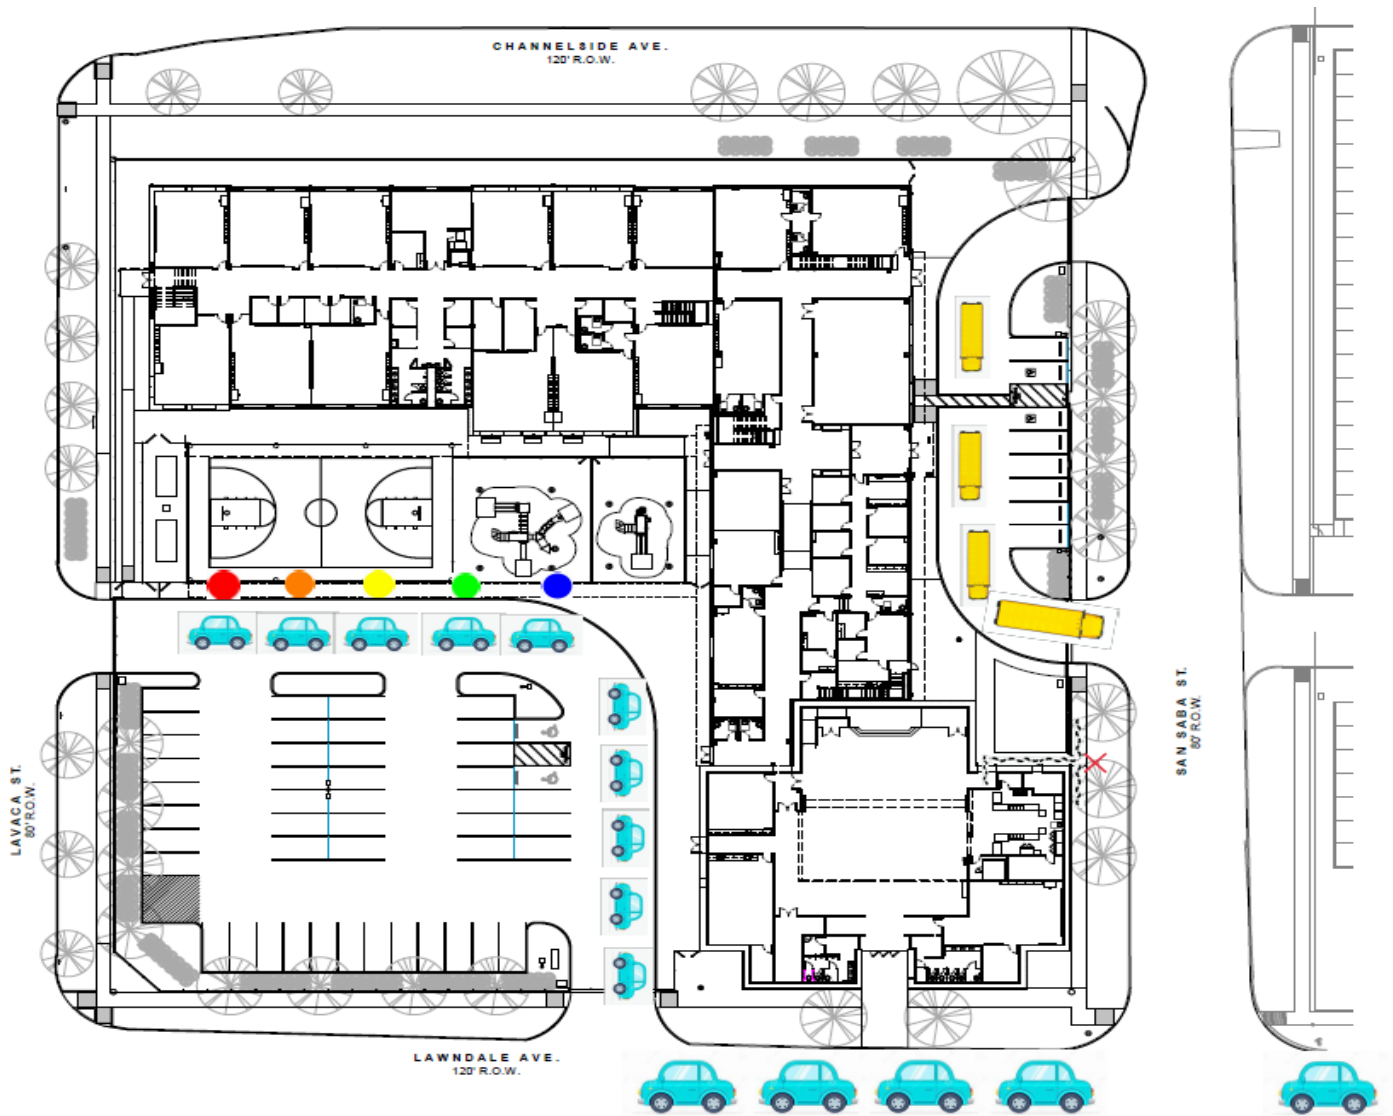 CHANNELSIDE AVE.
120' R.O.W.
LAVACA ST.
80' R.O.W.
SAN SABA ST.
80' R.O.W.
LAWNDALE AVE.
120' R.O.W.